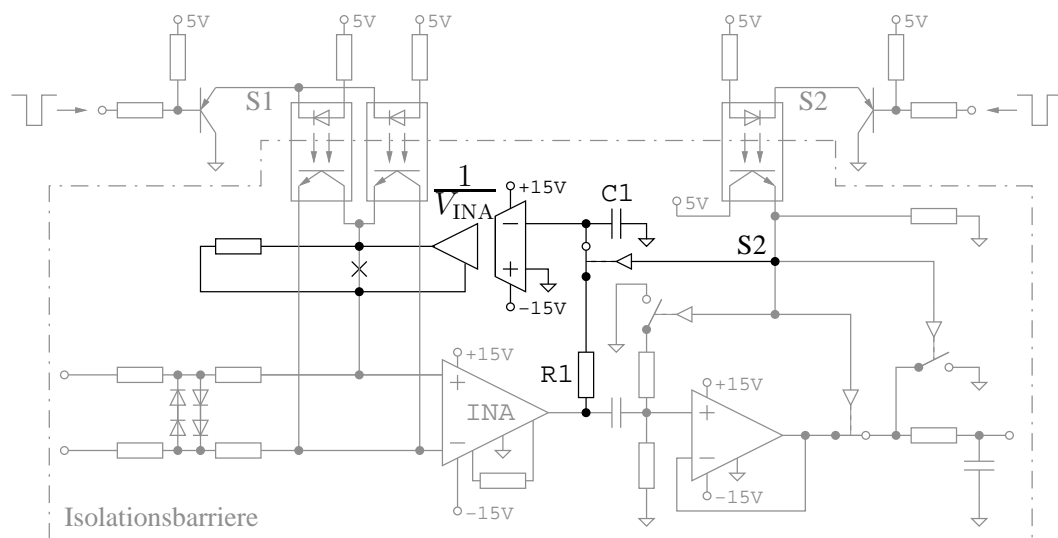 5V
5V
5V
5V
5V
S1
S2
1
V_INA
+15V
C1
5V
−
+
S2
−15V
+15V
R1
+15V
+
INA
+
−
−
−15V
−15V
Isolationsbarriere